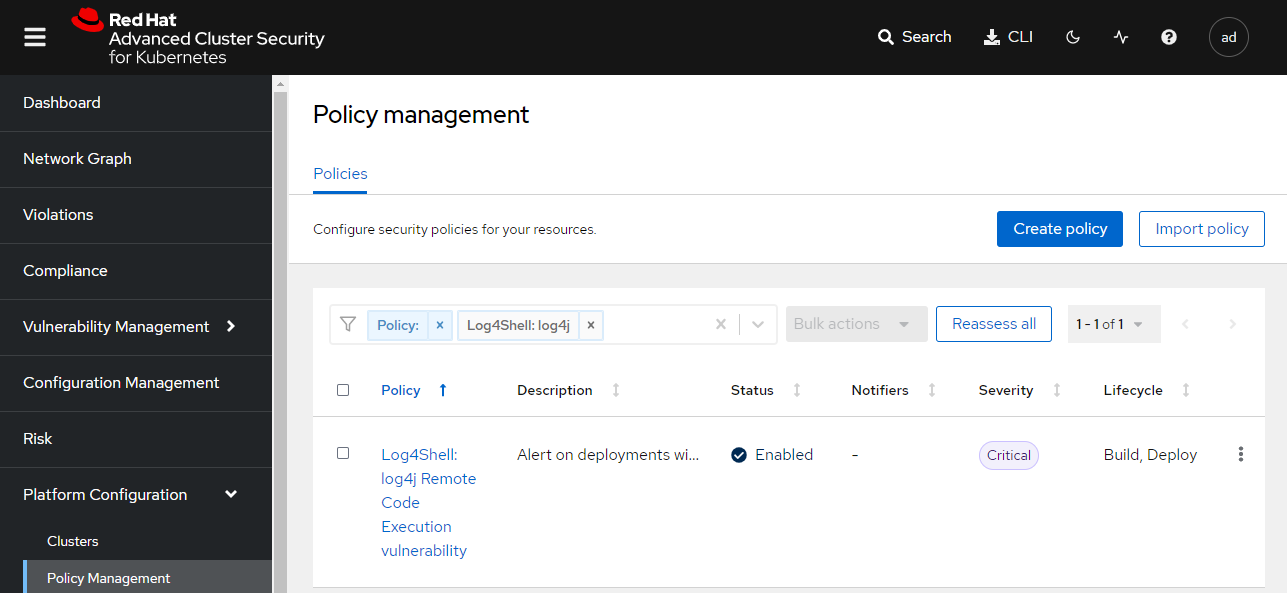 Red Hat
Advanced Cluster Security
for Kubernetes
Search
CLI
ad
Dashboard
Network Graph
Violations
Compliance
Vulnerability Management
Configuration Management
Risk
Platform Configuration
Clusters
Policy Management
Policy management
Policies
Configure security policies for your resources.
Create policy
Import policy
Policy:
Log4Shell: log4j
Bulk actions
Reassess all
1 - 1 of 1
Policy
Description
Status
Notifiers
Severity
Lifecycle
Log4Shell:
log4j Remote
Code
Execution
vulnerability
Alert on deployments wi...
Enabled
-
Critical
Build, Deploy